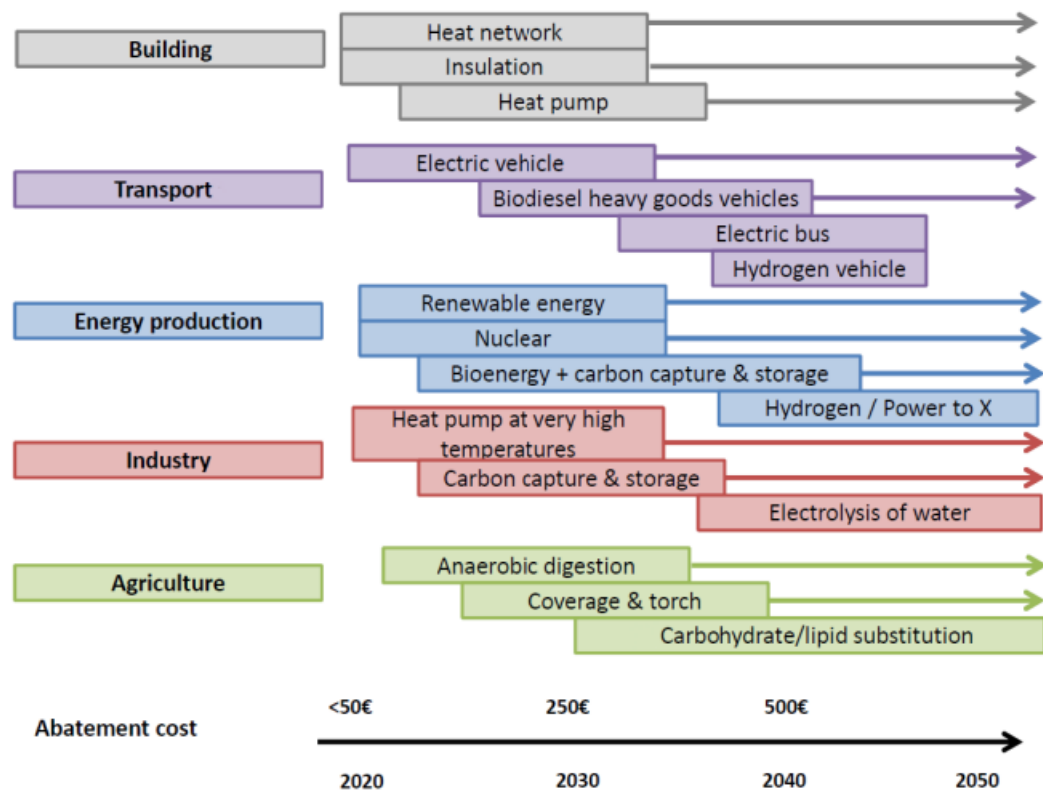 Building
Heat network
Insulation
Heat pump
Transport
Electric vehicle
Biodiesel heavy goods vehicles
Electric bus
Hydrogen vehicle
Energy production
Renewable energy
Nuclear
Bioenergy + carbon capture & storage
Hydrogen / Power to X
Industry
Heat pump at very high
temperatures
Carbon capture & storage
Electrolysis of water
Agriculture
Anaerobic digestion
Coverage & torch
Carbohydrate/lipid substitution
Abatement cost
<50€ 250€ 500€
2020 2030 2040 2050